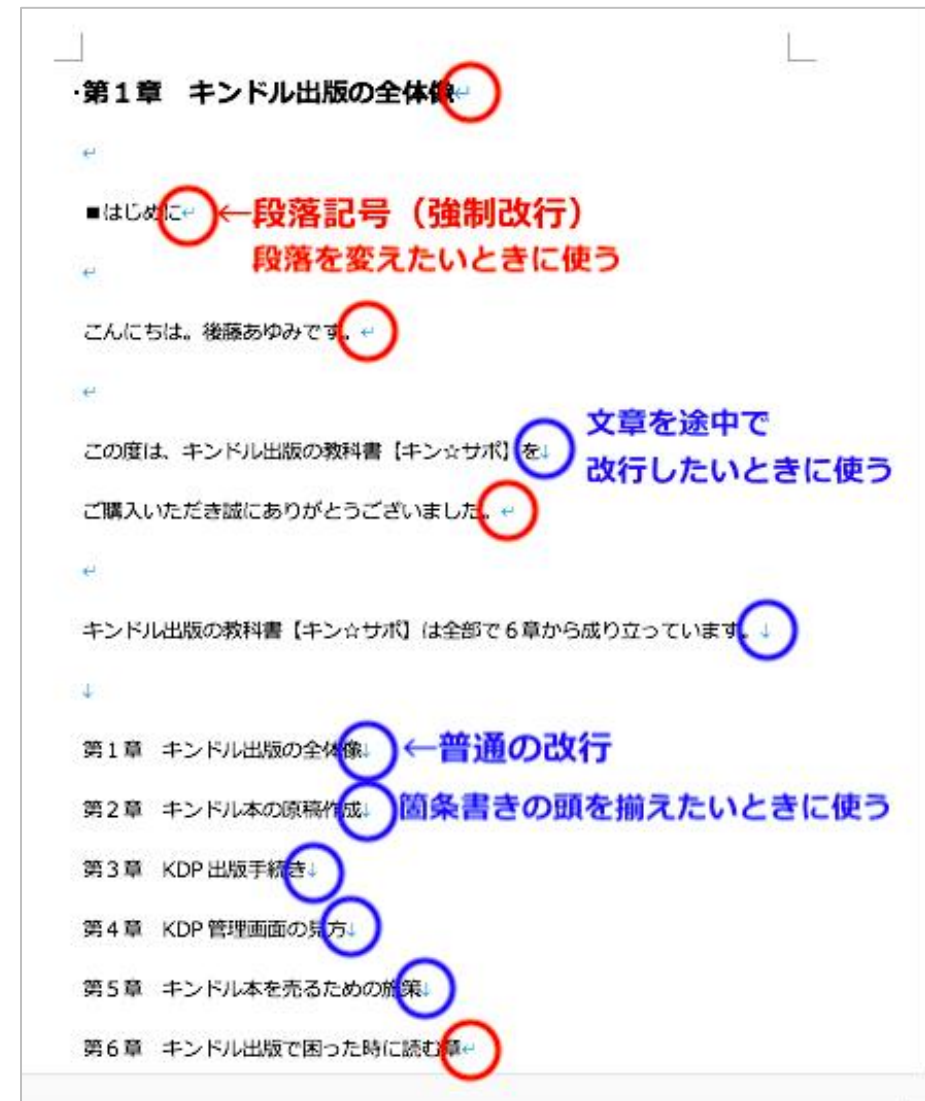 ・第1章　キンドル出版の全体像↵
↵
■はじめに↵
←段落記号（強制改行）
段落を変えたいときに使う
↵
こんにちは。後藤あゆみです。↵
↵
文章を途中で
改行したいときに使う
この度は、キンドル出版の教科書【キン☆サポ】を↓
ご購入いただき誠にありがとうございました。↵
↵
キンドル出版の教科書【キン☆サポ】は全部で６章から成り立っています。↓
↓
第１章　キンドル出版の全体像↓
←普通の改行
第２章　キンドル本の原稿作成↓
箇条書きの頭を揃えたいときに使う
第３章　KDP 出版手続き↓
第４章　KDP 管理画面の見方↓
第５章　キンドル本を売るための施策↓
第６章　キンドル出版で困った時に読む章↵